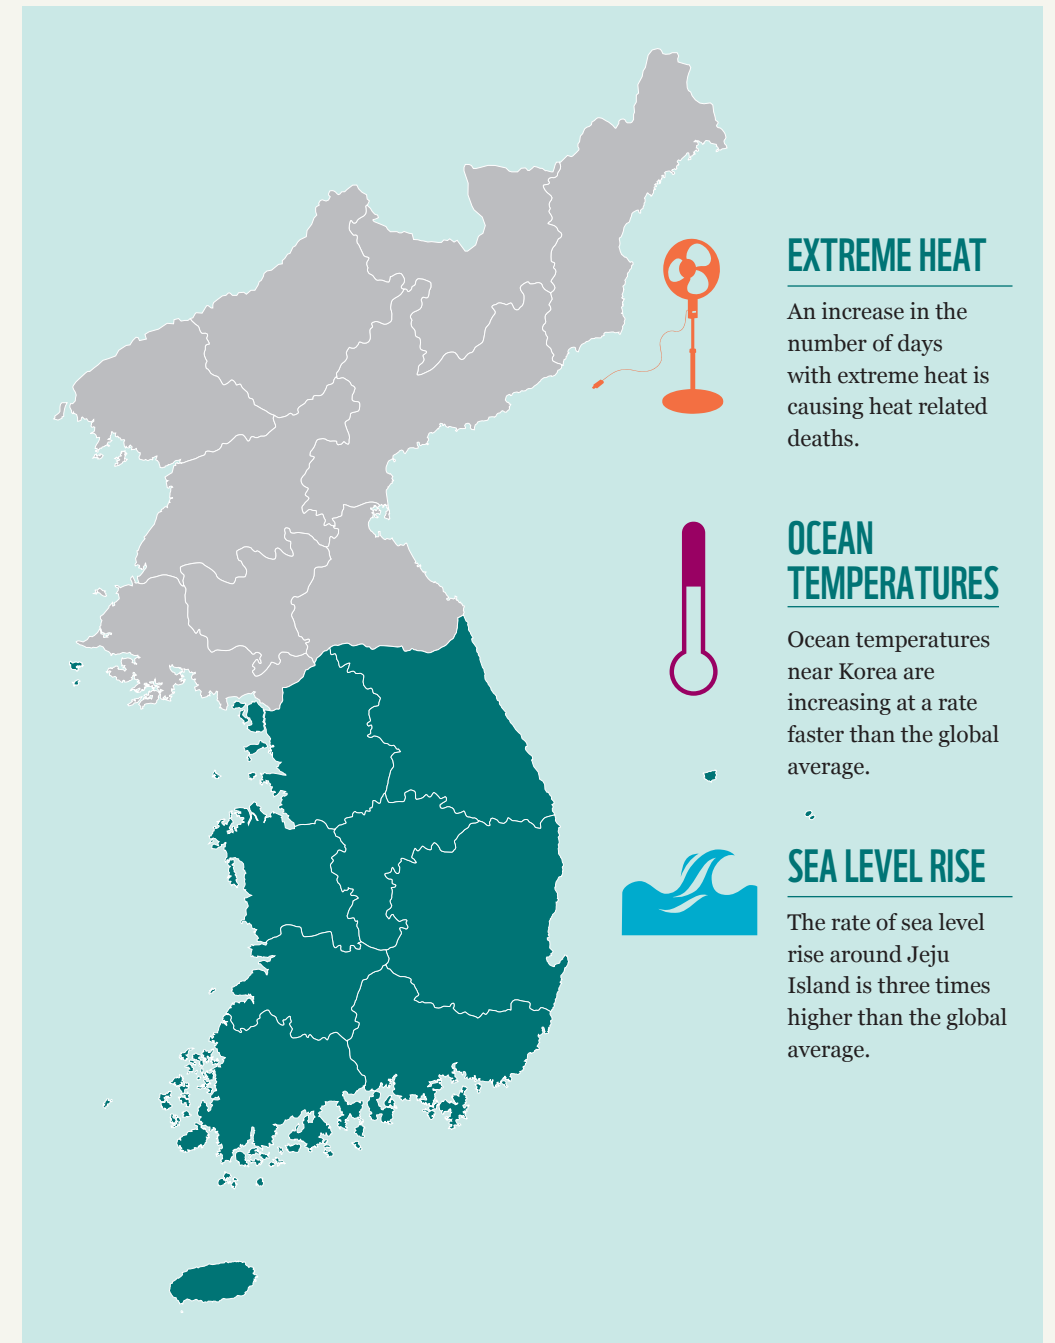 EXTREME HEAT
An increase in the
number of days
with extreme heat is
causing heat related
deaths.
OCEAN
TEMPERATURES
Ocean temperatures
near Korea are
increasing at a rate
faster than the global
average.
SEA LEVEL RISE
The rate of sea level
rise around Jeju
Island is three times
higher than the global
average.